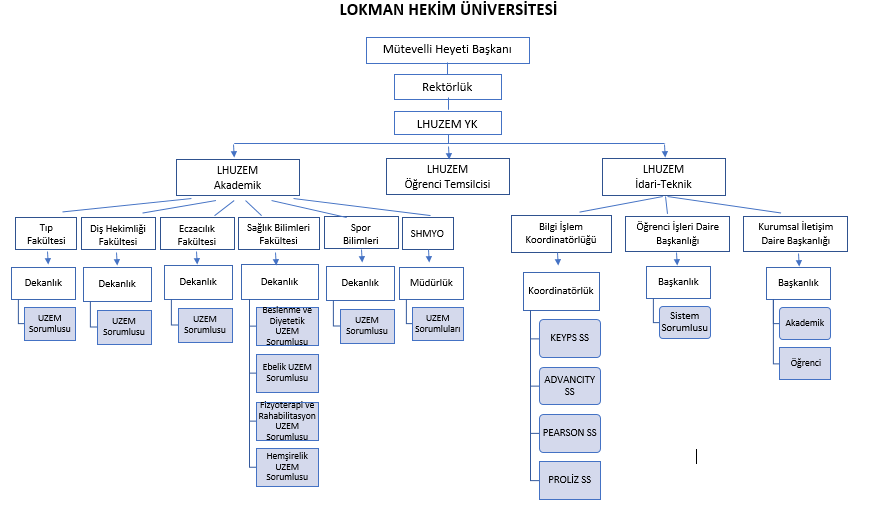 LOKMAN HEKİM ÜNİVERSİTESİ
Mütevelli Heyeti Başkanı
Rektörlük
LHUZEM YK
LHUZEM
Akademik
LHUZEM
Öğrenci Temsilcisi
LHUZEM
İdari-Teknik
Tıp
Fakültesi
Diş Hekimliği
Fakültesi
Eczacılık
Fakültesi
Sağlık Bilimleri
Fakültesi
Spor
Bilimleri
SHMYO
Bilgi İşlem
Koordinatörlüğü
Öğrenci İşleri Daire
Başkanlığı
Kurumsal İletişim
Daire Başkanlığı
Dekanlık
Dekanlık
Dekanlık
Dekanlık
Dekanlık
Müdürlük
Koordinatörlük
Başkanlık
Başkanlık
UZEM
Sorumlusu
UZEM
Sorumlusu
UZEM
Sorumlusu
Beslenme ve
Diyetetik
UZEM
Sorumlusu
Ebelik UZEM
Sorumlusu
Fizyoterapi ve
Rahabilitasyon
UZEM
Sorumlusu
Hemşirelik
UZEM
Sorumlusu
UZEM
Sorumlusu
UZEM
Sorumluları
KEYPS SS
ADVANCITY
SS
PEARSON SS
PROLİZ SS
Sistem
Sorumlusu
Akademik
Öğrenci